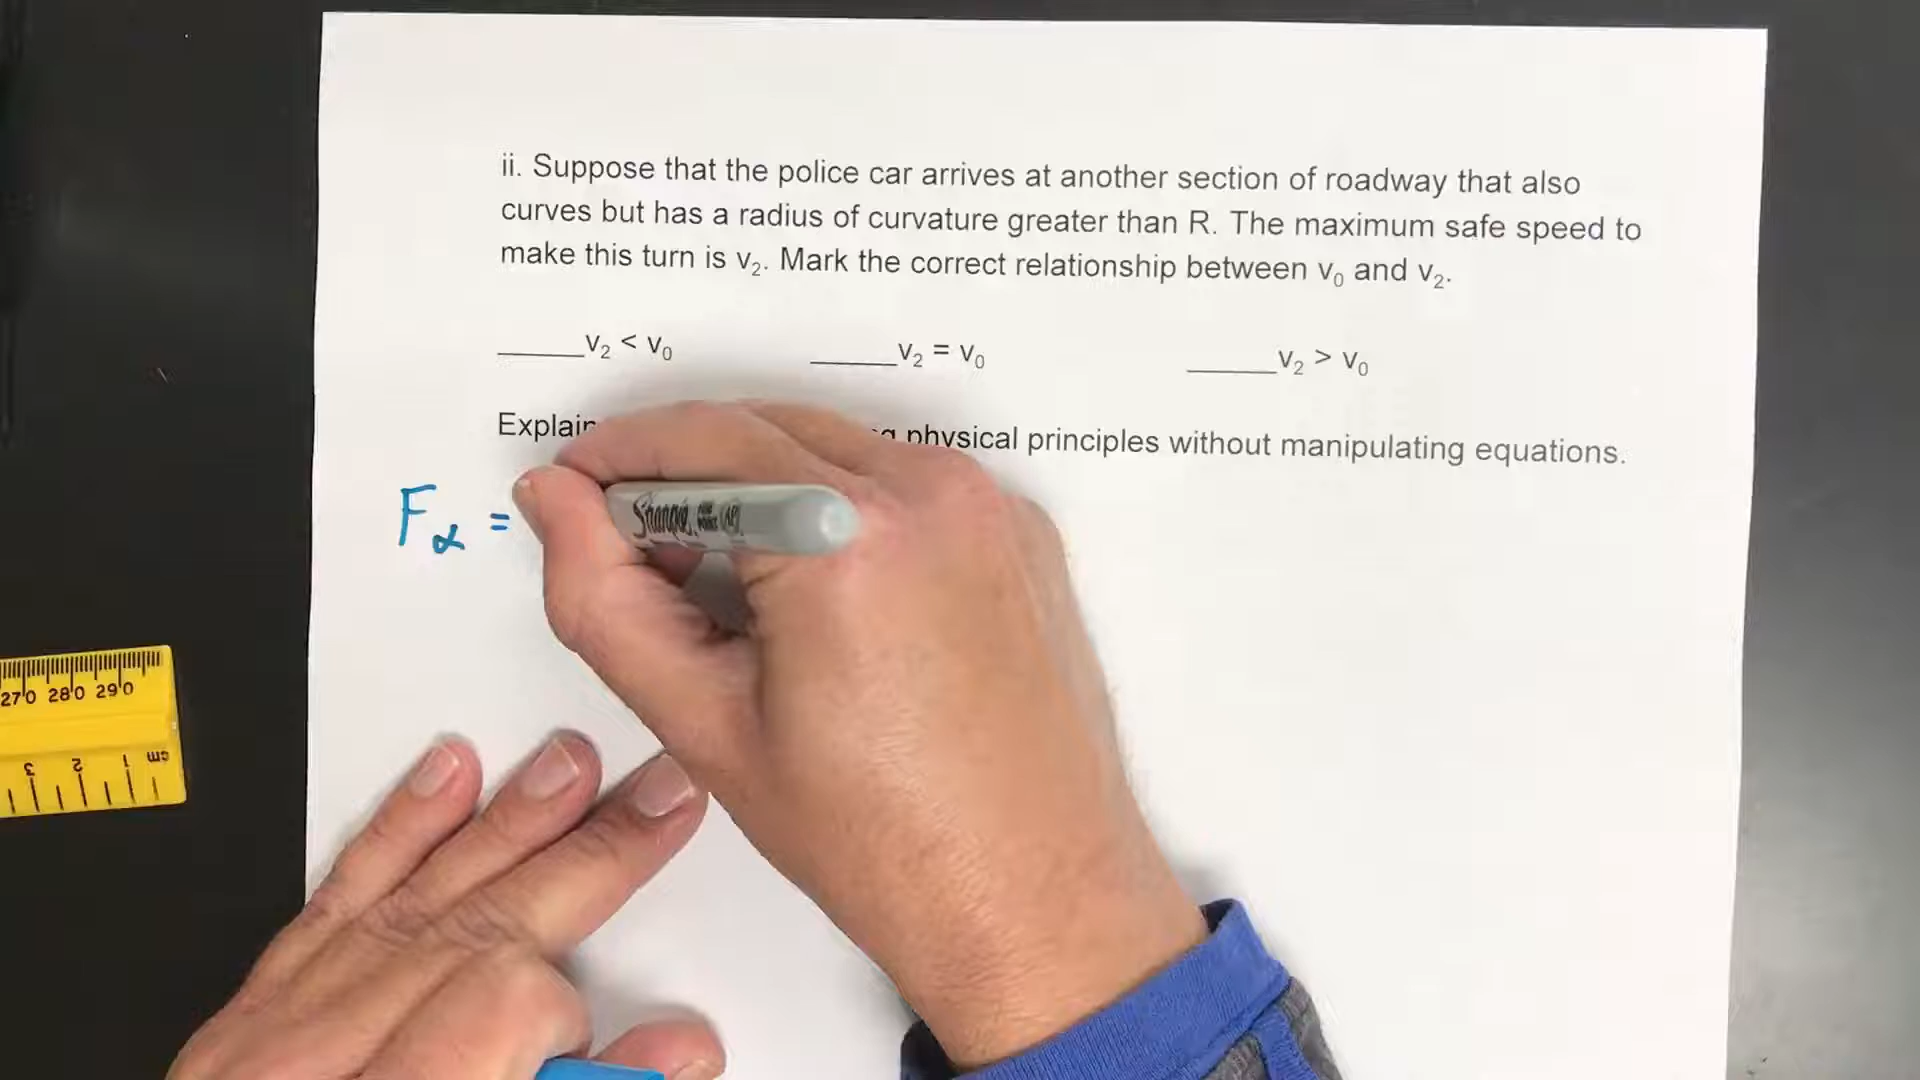 ii. Suppose that the police car arrives at another section of roadway that also
curves but has a radius of curvature greater than R. The maximum safe speed to
make this turn is v₂. Mark the correct relationship between v₀ and v₂.
_____v₂ < v₀ _____v₂ = v₀ _____v₂ > v₀
physical principles without manipulating equations.
F =
Sharpie
270 280 290
3 2 1 cm